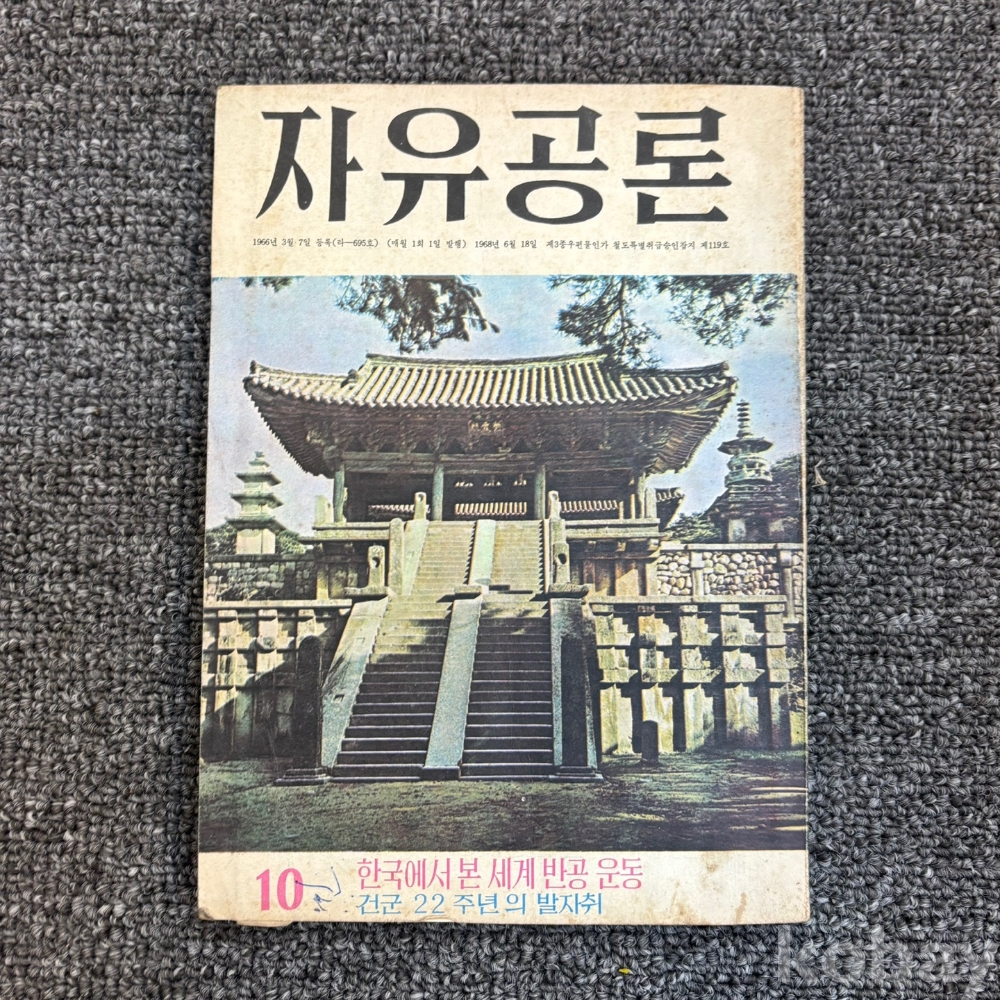 자유공론
1966년 3월 7일 등록(라—695호) (매월 1회 1일 발행) 1968년 6월 18일 제3종우편물인가 철도특별취급승인잡지 제119호
10 한국에서 본 세계 반공 운동
건군 22 주년의 발자취
kobay